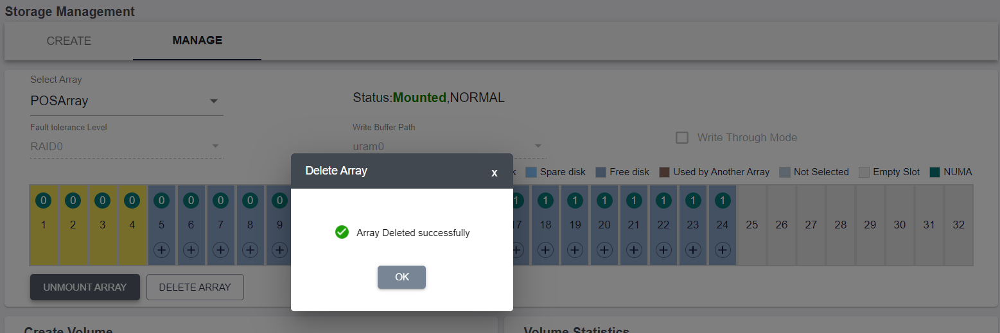 Storage Management
CREATE MANAGE
Select Array
POSArray
Status:Mounted,NORMAL
Fault tolerance Level
RAID0
Write Buffer Path
uram0
Write Through Mode
Spare disk Free disk Used by Another Array Not Selected Empty Slot NUMA
0 0 0 0 0 0 0 0 0 1 1 1 1 1 1 1 1
1 2 3 4 5 6 7 8 9 17 18 19 20 21 22 23 24 25 26 27 28 29 30 31 32
Delete Array x
Array Deleted successfully
OK
UNMOUNT ARRAY DELETE ARRAY
Create Volume
Volume Statistics